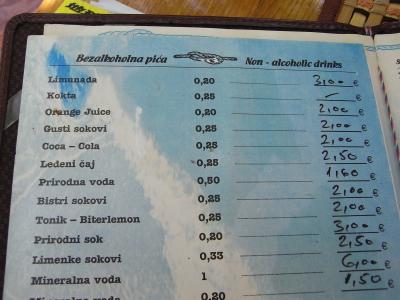 Bezalkoholna pića Non - alcoholic drinks
Limunada 0,20 3,00 €
Kokta 0,25 – €
Orange Juice 0,20 2,00 €
Gusti sokovi 0,25 2,00 €
Coca – Cola 0,25 2,00 €
Ledeni čaj 0,25 2,50 €
Prirodna voda 0,50 1,60 €
Bistri sokovi 0,25 2,00 €
Tonik – Biterlemon 0,25 2,00 €
Prirodni sok 0,20 3,00 €
Limenke sokovi 0,33 2,50 €
Mineralna voda 1 6,00 €
Mineralna voda 0,20 1,50 €